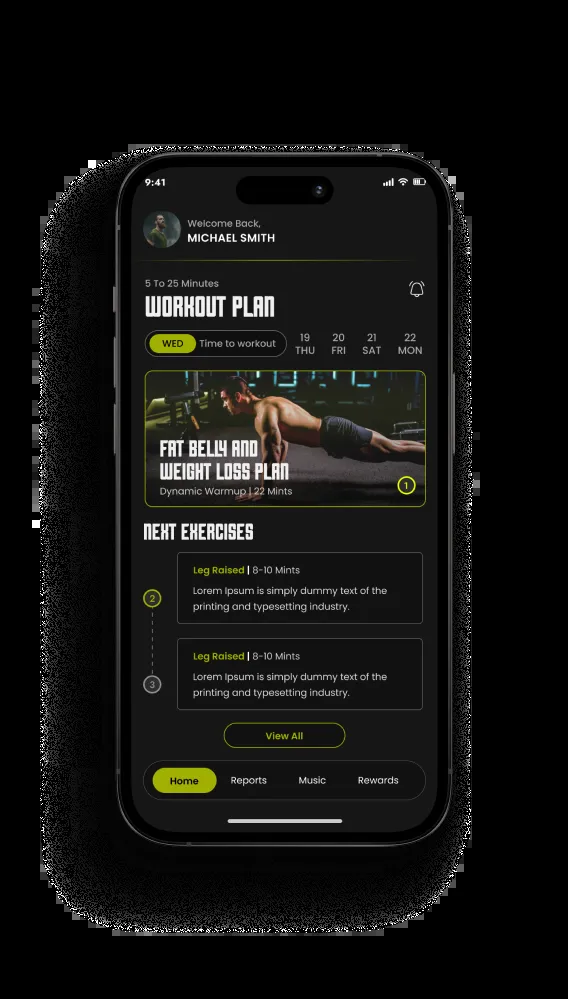 9:41
Welcome Back,
MICHAEL SMITH
5 To 25 Minutes
WORKOUT PLAN
WED Time to workout
19 20 21 22
THU FRI SAT MON
FAT BELLY AND
WEIGHT LOSS PLAN
Dynamic Warmup | 22 Mints
1
NEXT EXERCISES
Leg Raised | 8-10 Mints
2
Lorem Ipsum is simply dummy text of the
printing and typesetting industry.
Leg Raised | 8-10 Mints
3
Lorem Ipsum is simply dummy text of the
printing and typesetting industry.
View All
Home Reports Music Rewards